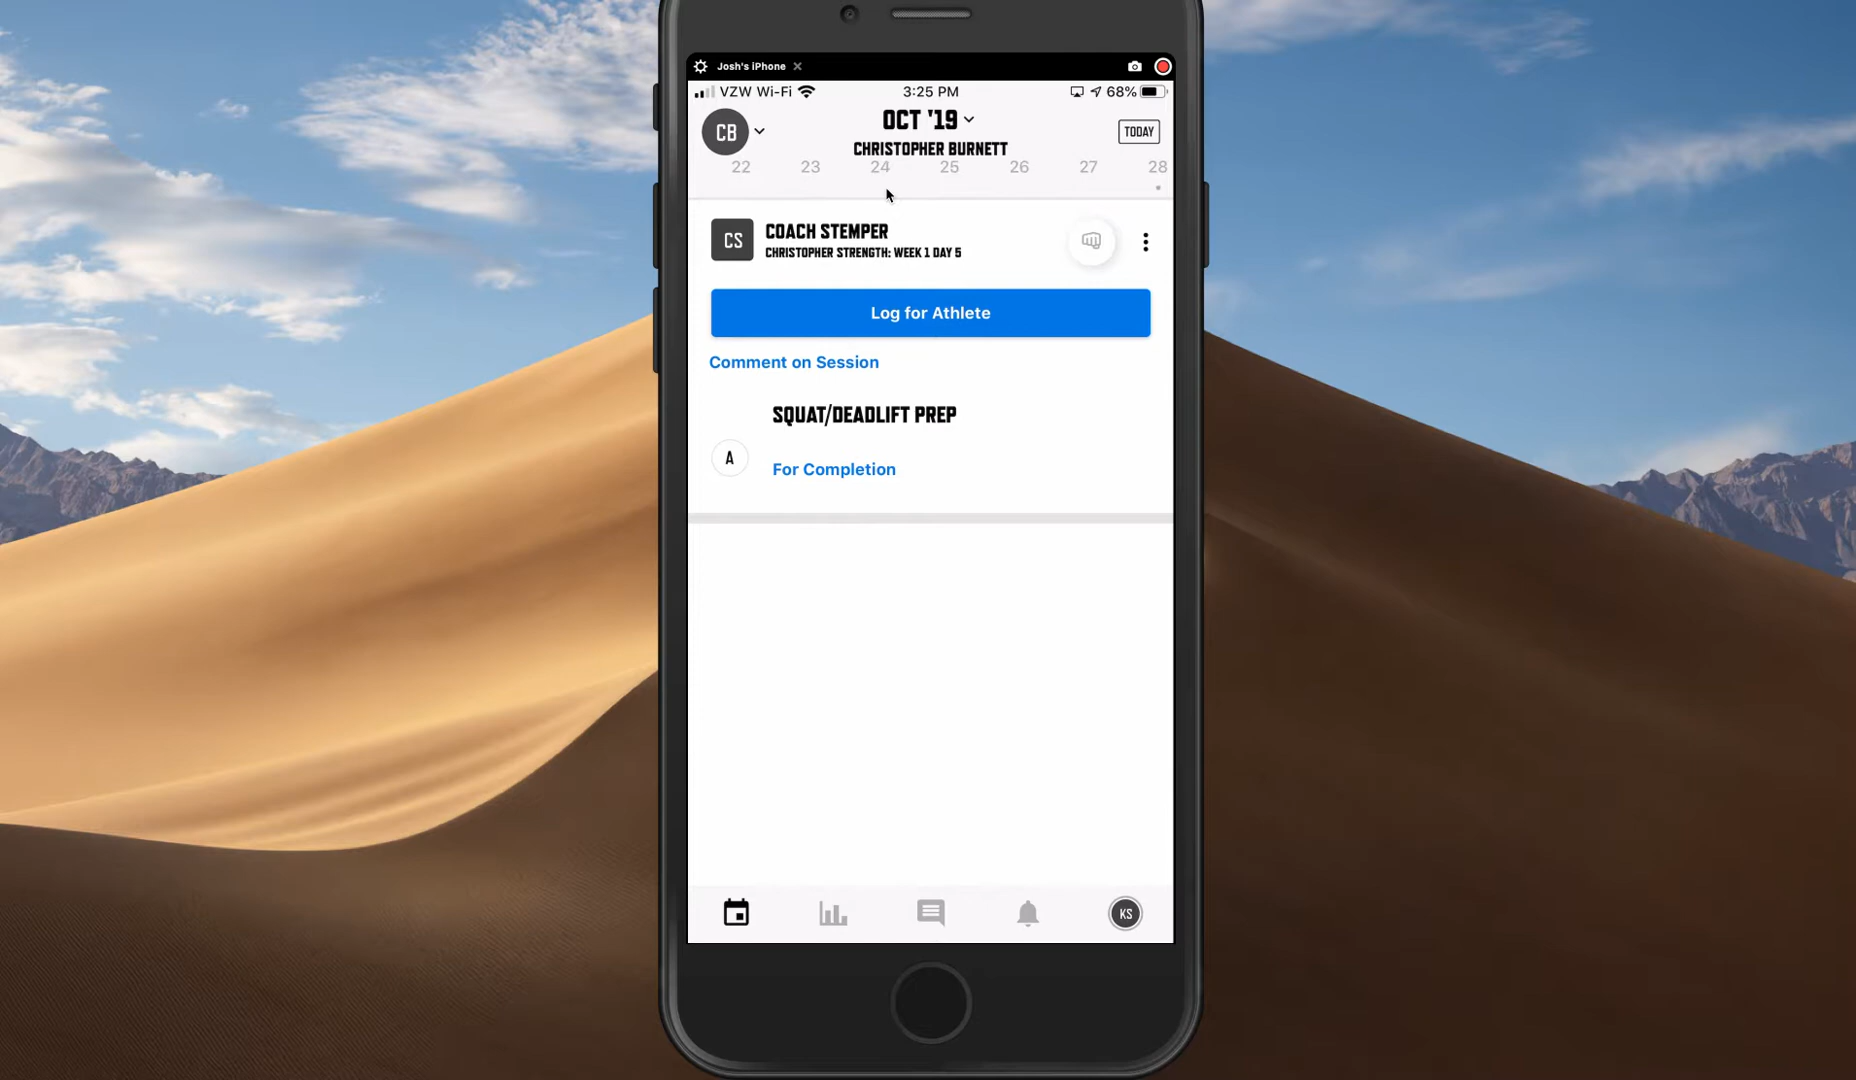 Josh's iPhone
VZW Wi-Fi 3:25 PM 68%
CB OCT '19 TODAY
CHRISTOPHER BURNETT
22 23 24 25 26 27 28
CS COACH STEMPER
CHRISTOPHER STRENGTH: WEEK 1 DAY 5
Log for Athlete
Comment on Session
SQUAT/DEADLIFT PREP
A
For Completion
KS